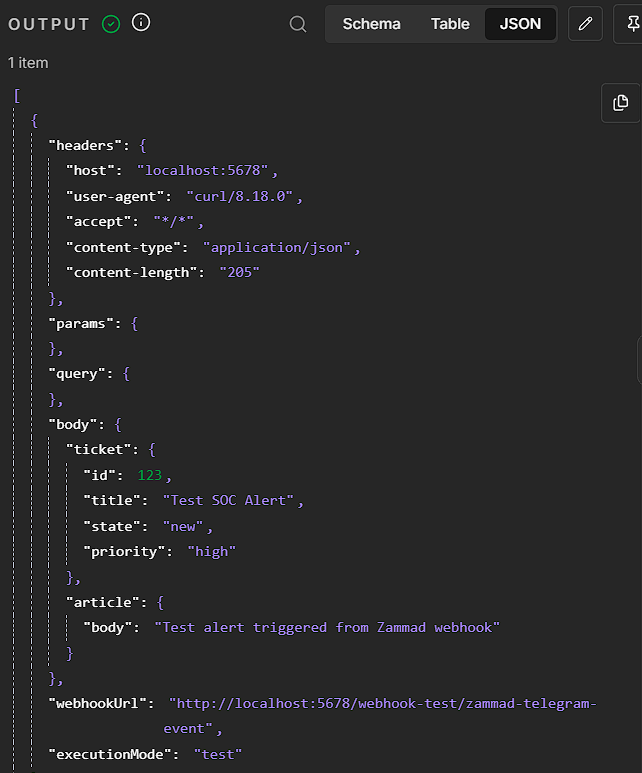 OUTPUT
Schema Table JSON
1 item
[
{
"headers": {
"host": "localhost:5678",
"user-agent": "curl/8.18.0",
"accept": "*/*",
"content-type": "application/json",
"content-length": "205"
},
"params": {
},
"query": {
},
"body": {
"ticket": {
"id": 123,
"title": "Test SOC Alert",
"state": "new",
"priority": "high"
},
"article": {
"body": "Test alert triggered from Zammad webhook"
}
},
"webhookUrl": "http://localhost:5678/webhook-test/zammad-telegram-
event",
"executionMode": "test"